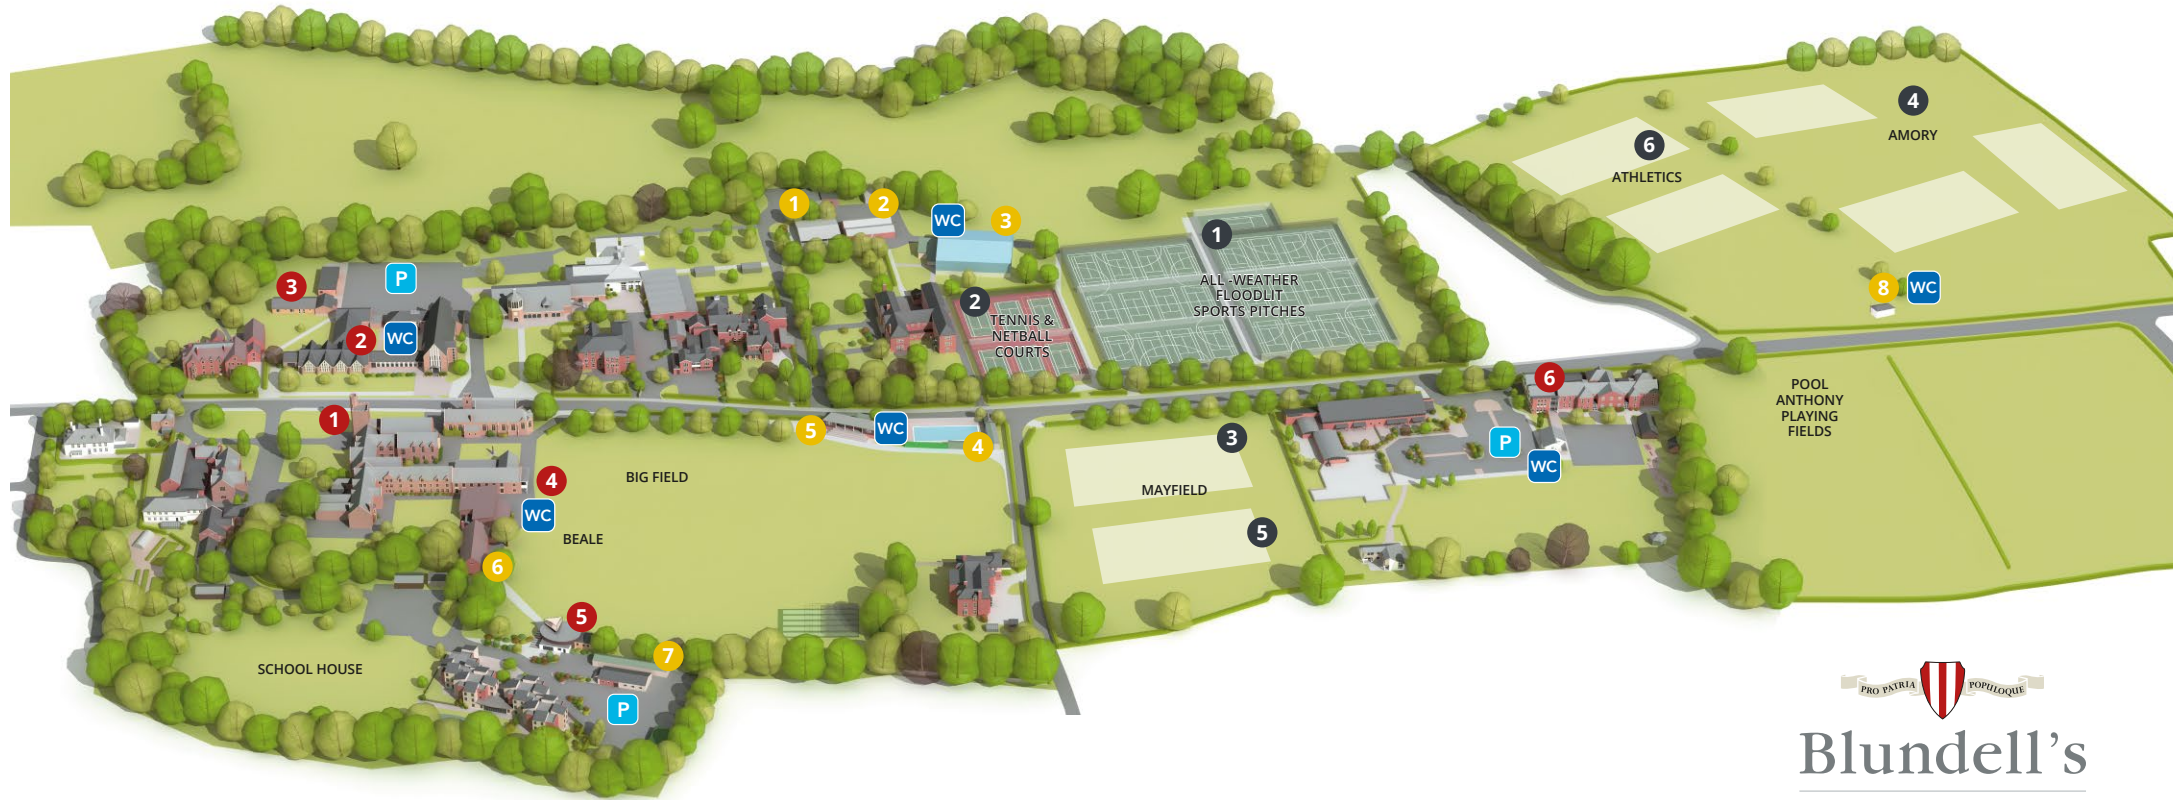 4
AMORY
6
ATHLETICS
1
2
WC
3
1
ALL -WEATHER
FLOODLIT
SPORTS PITCHES
2
TENNIS &
NETBALL
COURTS
3
P
2
WC
8
WC
1
5
WC
4
6
POOL
ANTHONY
PLAYING
FIELDS
3
MAYFIELD
5
P
WC
BIG FIELD
4
WC
BEALE
6
5
7
SCHOOL HOUSE
P
PRO PATRIA POPULOQUE
Blundell's